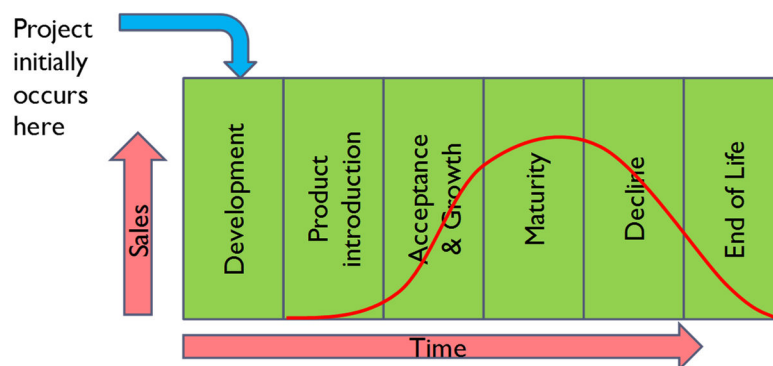 Project
initially
occurs
here
Sales
Development
Product
introduction
Acceptance
& Growth
Maturity
Decline
End of Life
Time